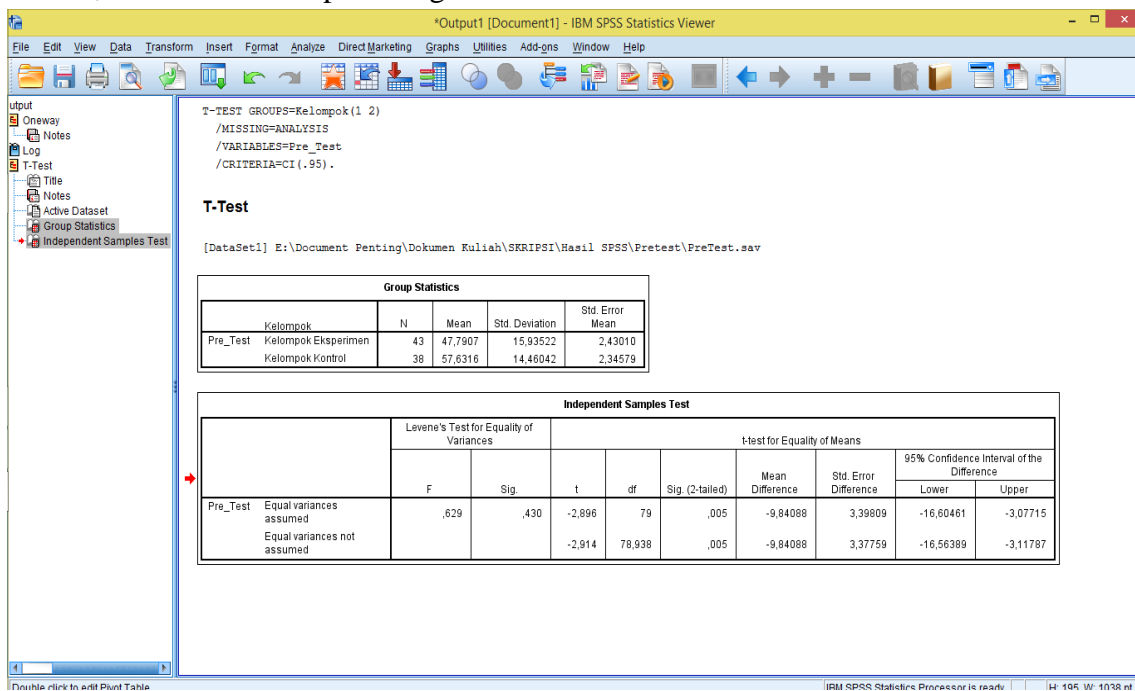 *Output1 [Document1] - IBM SPSS Statistics Viewer
File Edit View Data Transform Insert Format Analyze Direct Marketing Graphs Utilities Add-ons Window Help
utput
Oneway
Notes
Log
T-Test
Title
Notes
Active Dataset
Group Statistics
Independent Samples Test
T-TEST GROUPS=Kelompok(1 2)
/MISSING=ANALYSIS
/VARIABLES=Pre_Test
/CRITERIA=CI(.95).
T-Test
[DataSet1] E:\Document Penting\Dokumen Kuliah\SKRIPSI\Hasil SPSS\Pretest\PreTest.sav
Group Statistics
Kelompok N Mean Std. Deviation Std. Error Mean
Pre_Test Kelompok Eksperimen 43 47,7907 15,93522 2,43010
Kelompok Kontrol 38 57,6316 14,46042 2,34579
Independent Samples Test
Levene's Test for Equality of Variances t-test for Equality of Means
95% Confidence Interval of the Difference
F Sig. t df Sig. (2-tailed) Mean Difference Std. Error Difference Lower Upper
Pre_Test Equal variances assumed ,629 ,430 -2,896 79 ,005 -9,84088 3,39809 -16,60461 -3,07715
Equal variances not assumed -2,914 78,938 ,005 -9,84088 3,37759 -16,56389 -3,11787
Double click to edit Pivot Table
IBM SPSS Statistics Processor is ready H: 195, W: 1038 pt